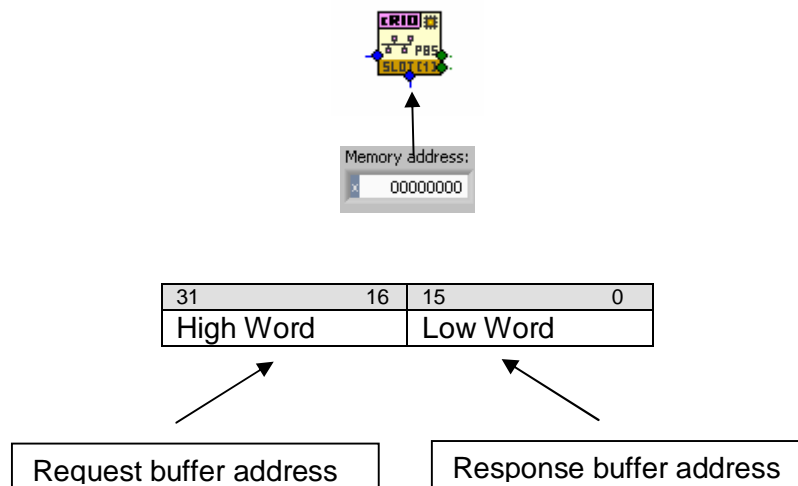 cRIO
PBS
SLOT(1)
Memory address:
x 00000000
31 16 15 0
High Word Low Word
Request buffer address Response buffer address